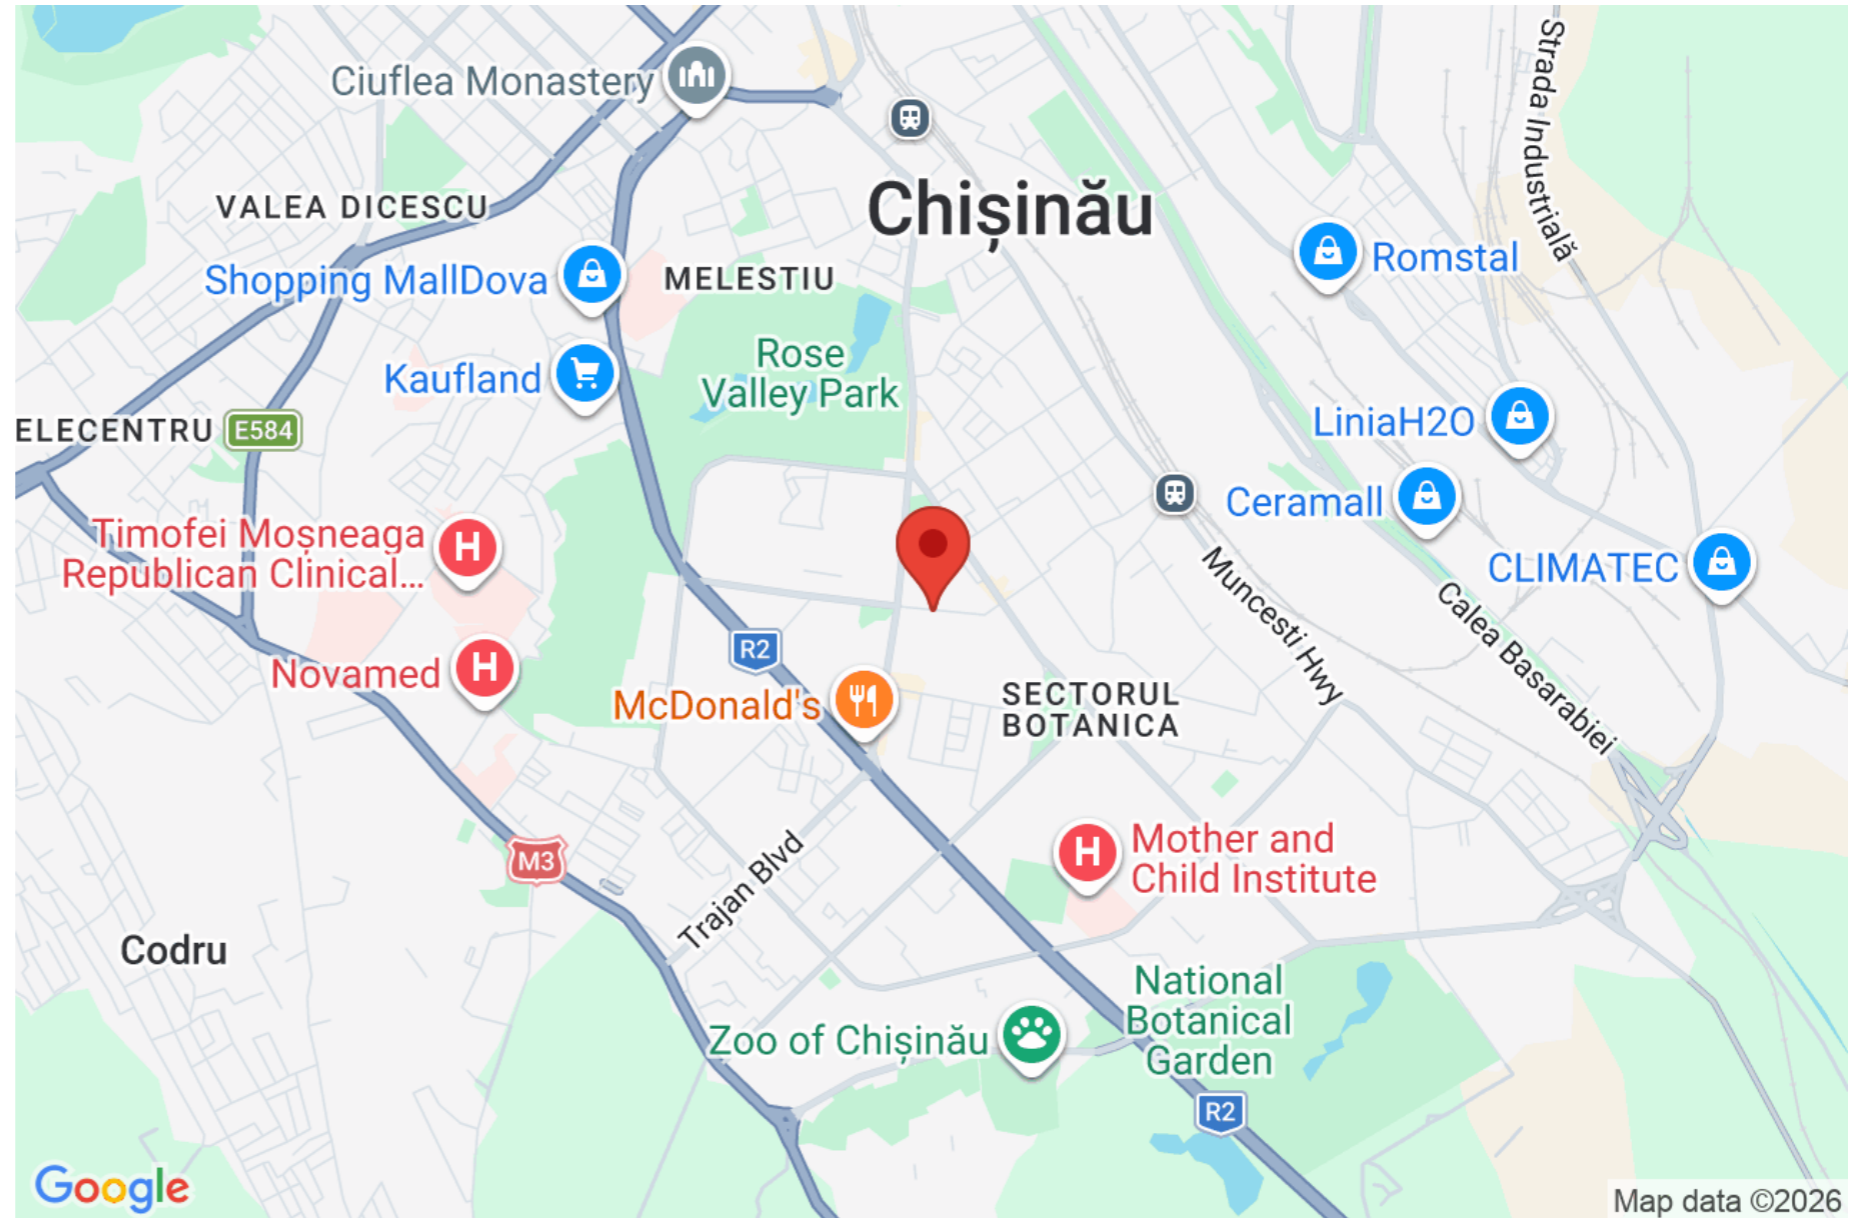 Ciuflea Monastery
Strada Industrială
Chișinău
VALEA DICESCU
Romstal
MELESTIU
Shopping MallDova
Rose
Valley Park
Kaufland
ELECENTRU
E584
LiniaH2O
Ceramall
Timofei Moșneaga
Republican Clinical...
H
CLIMATEC
Muncesti Hwy
Calea Basarabiei
R2
Novamed
H
McDonald's
SECTORUL
BOTANICA
M3
Trajan Blvd
H
Mother and
Child Institute
Codru
National
Botanical
Garden
Zoo of Chișinău
R2
Google
Map data ©2026